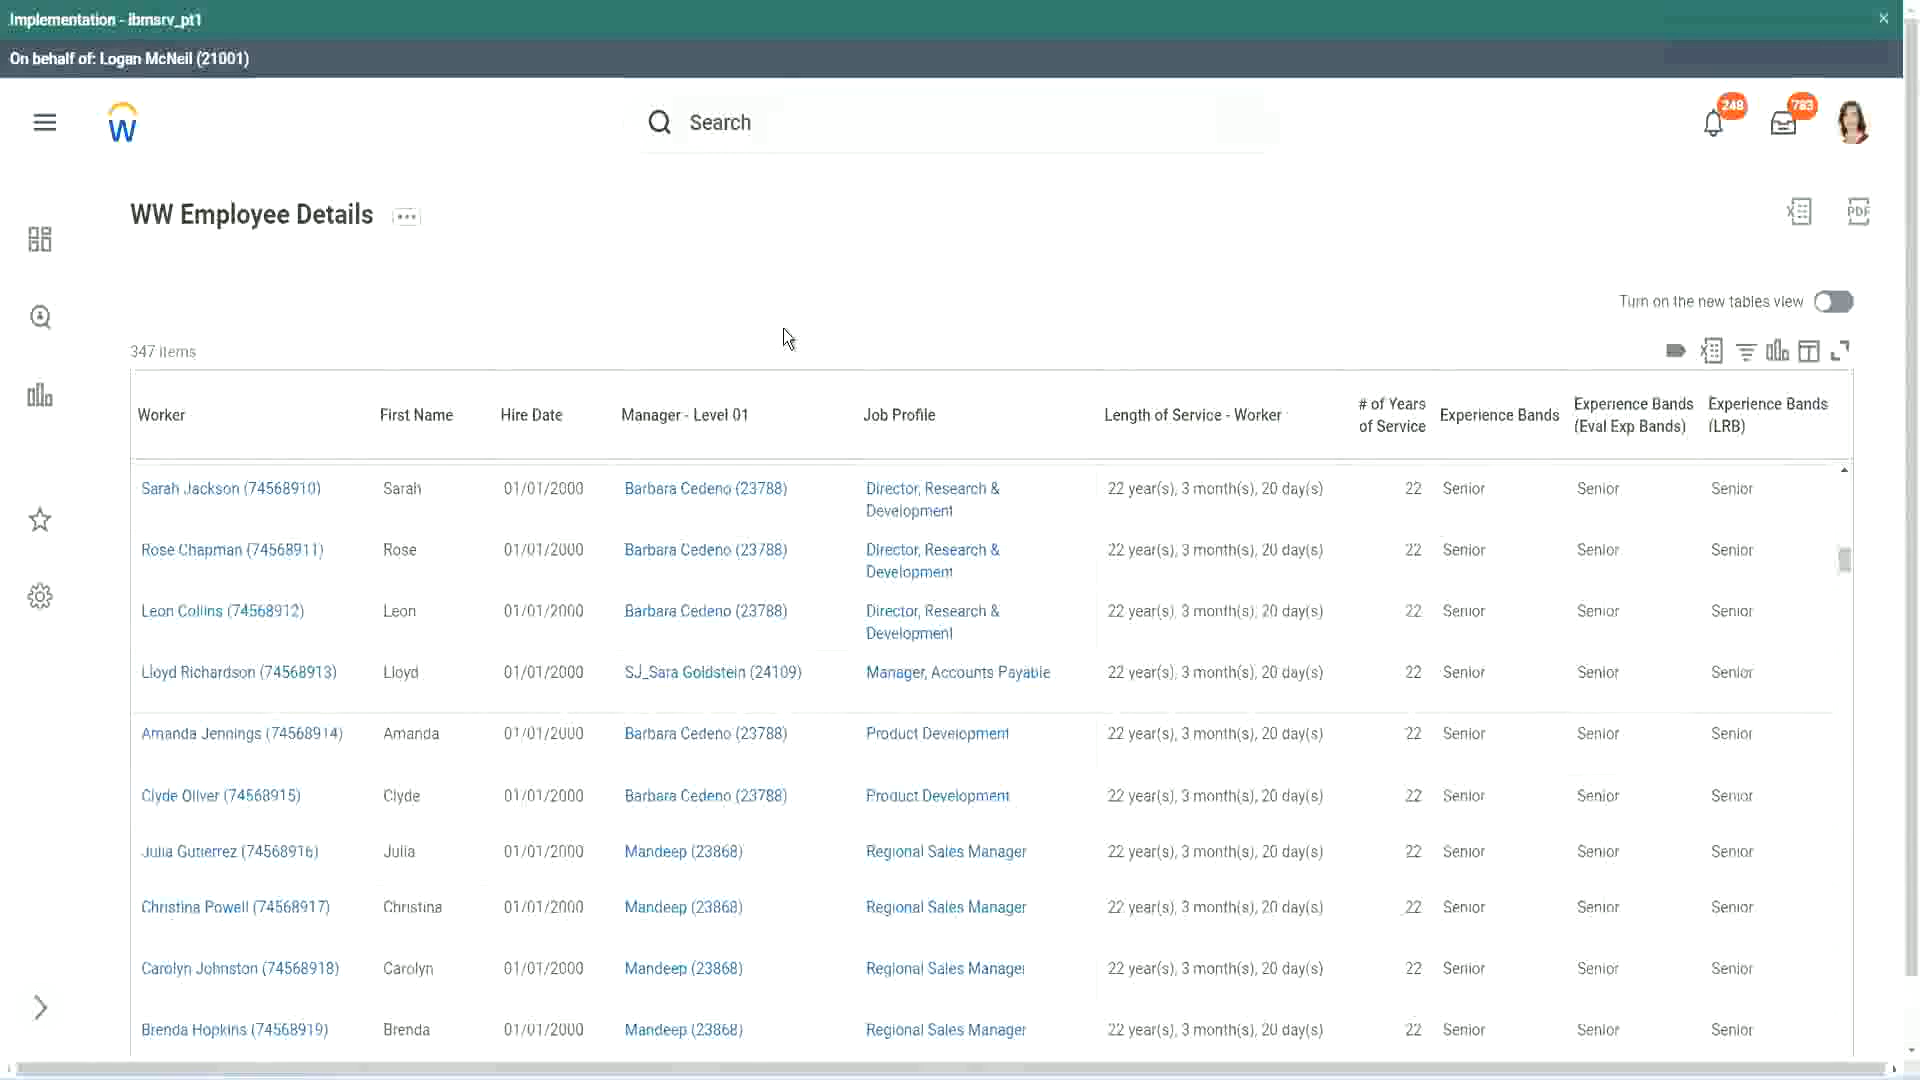 Implementation - ibmsrv_pt1
On behalf of: Logan McNeil (21001)
W
Search
248
783
WW Employee Details
X
PDF
Turn on the new tables view
347 items
X
Worker First Name Hire Date Manager - Level 01 Job Profile Length of Service - Worker # of Years of Service Experience Bands Experience Bands (Eval Exp Bands) Experience Bands (LRB)
Sarah Jackson (74568910) Sarah 01/01/2000 Barbara Cedeno (23788) Director, Research & Development 22 year(s), 3 month(s), 20 day(s) 22 Senior Senior Senior
Rose Chapman (74568911) Rose 01/01/2000 Barbara Cedeno (23788) Director, Research & Development 22 year(s), 3 month(s), 20 day(s) 22 Senior Senior Senior
Leon Collins (74568912) Leon 01/01/2000 Barbara Cedeno (23788) Director, Research & Development 22 year(s), 3 month(s), 20 day(s) 22 Senior Senior Senior
Lloyd Richardson (74568913) Lloyd 01/01/2000 SJ_Sara Goldstein (24109) Manager, Accounts Payable 22 year(s), 3 month(s), 20 day(s) 22 Senior Senior Senior
Amanda Jennings (74568914) Amanda 01/01/2000 Barbara Cedeno (23788) Product Development 22 year(s), 3 month(s), 20 day(s) 22 Senior Senior Senior
Clyde Oliver (74568915) Clyde 01/01/2000 Barbara Cedeno (23788) Product Development 22 year(s), 3 month(s), 20 day(s) 22 Senior Senior Senior
Julia Gutierrez (74568916) Julia 01/01/2000 Mandeep (23868) Regional Sales Manager 22 year(s), 3 month(s), 20 day(s) 22 Senior Senior Senior
Christina Powell (74568917) Christina 01/01/2000 Mandeep (23868) Regional Sales Manager 22 year(s), 3 month(s), 20 day(s) 22 Senior Senior Senior
Carolyn Johnston (74568918) Carolyn 01/01/2000 Mandeep (23868) Regional Sales Manager 22 year(s), 3 month(s), 20 day(s) 22 Senior Senior Senior
Brenda Hopkins (74568919) Brenda 01/01/2000 Mandeep (23868) Regional Sales Manager 22 year(s), 3 month(s), 20 day(s) 22 Senior Senior Senior